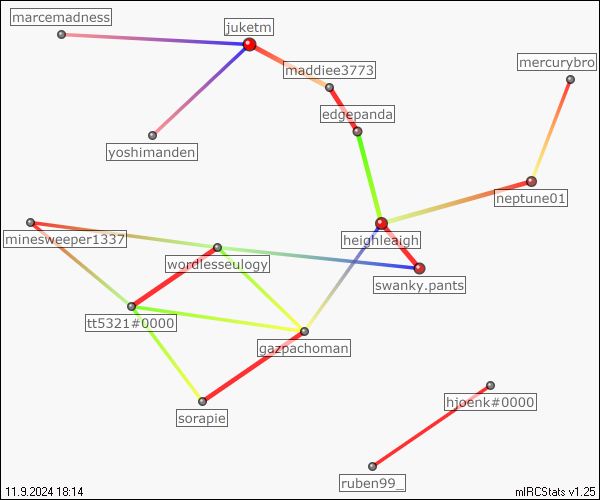 marcemadness
juketm
mercurybro
maddiee3773
edgepanda
yoshimanden
neptune01
minesweeper1337
heighleaigh
wordlesseulogy
swanky.pants
tt5321#0000
gazpachoman
hjoenk#0000
sorapie
ruben99_
11.9.2024 18:14
mIRCStats v1.25